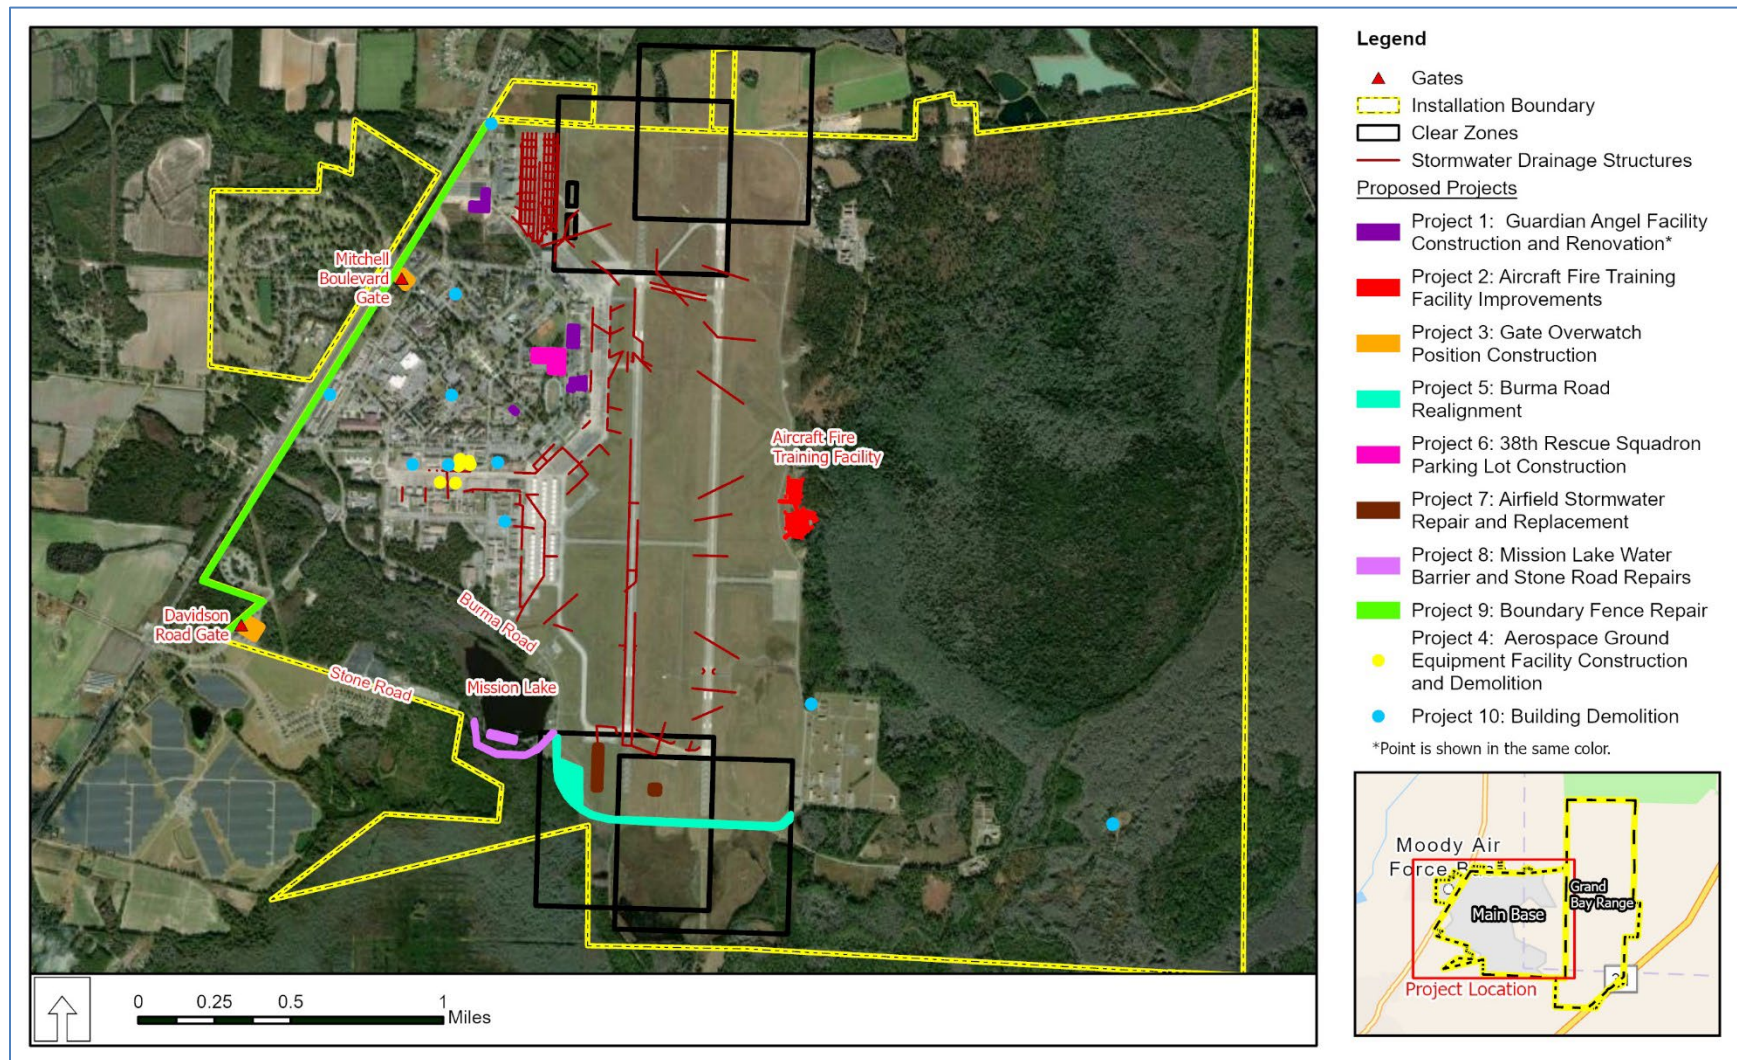 Mitchell
Boulevard
Gate
Aircraft Fire
Training Facility
Davidson
Road Gate
Burma Road
Stone Road
Mission Lake
0 0.25 0.5 1
Miles
Legend
Gates
Installation Boundary
Clear Zones
Stormwater Drainage Structures
Proposed Projects
Project 1: Guardian Angel Facility
Construction and Renovation*
Project 2: Aircraft Fire Training
Facility Improvements
Project 3: Gate Overwatch
Position Construction
Project 5: Burma Road
Realignment
Project 6: 38th Rescue Squadron
Parking Lot Construction
Project 7: Airfield Stormwater
Repair and Replacement
Project 8: Mission Lake Water
Barrier and Stone Road Repairs
Project 9: Boundary Fence Repair
Project 4: Aerospace Ground
Equipment Facility Construction
and Demolition
Project 10: Building Demolition
*Point is shown in the same color.
Moody Air
Force
Grand
Bay Range
Main Base
Project Location